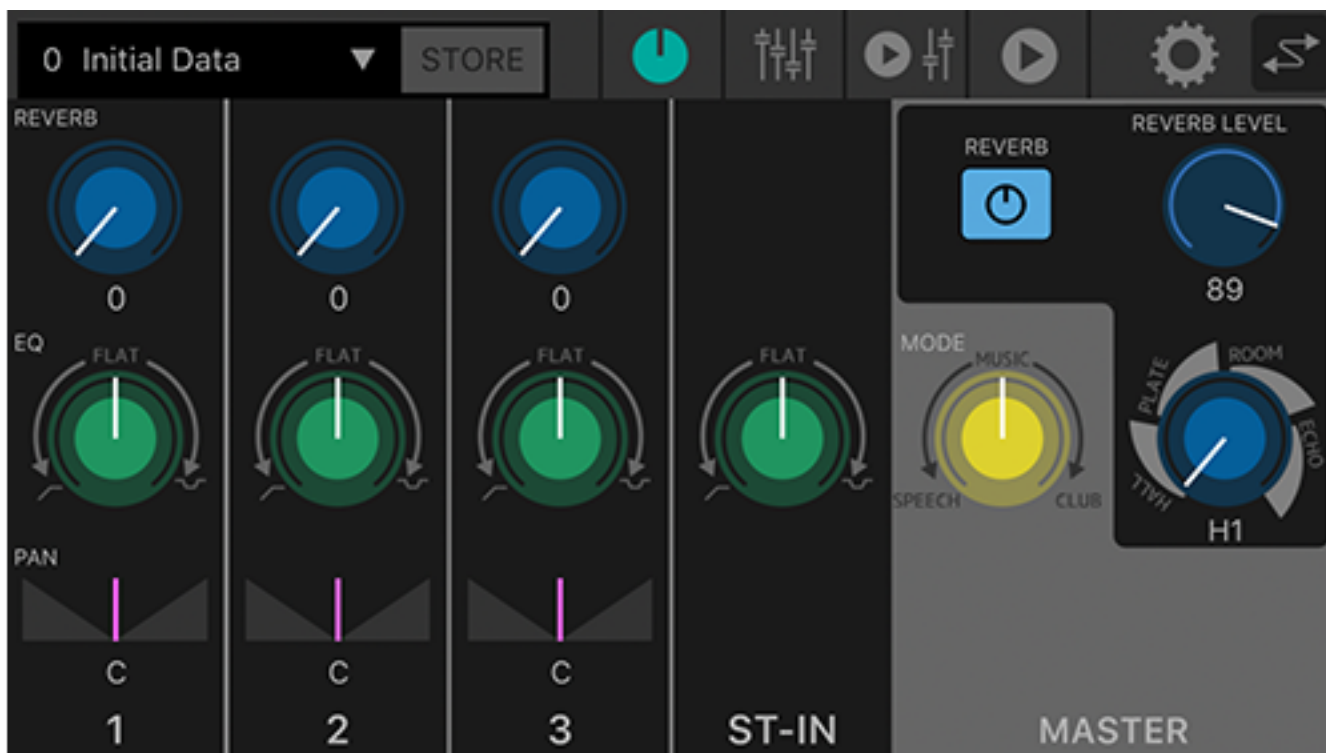 0 Initial Data ▼ STORE
REVERB
REVERB
REVERB LEVEL
0
0
0
89
EQ
FLAT
FLAT
FLAT
FLAT
MODE
MUSIC
SPEECH
CLUB
HALL
PLATE
ROOM
ECHO
H1
PAN
C
C
C
1
2
3
ST-IN
MASTER